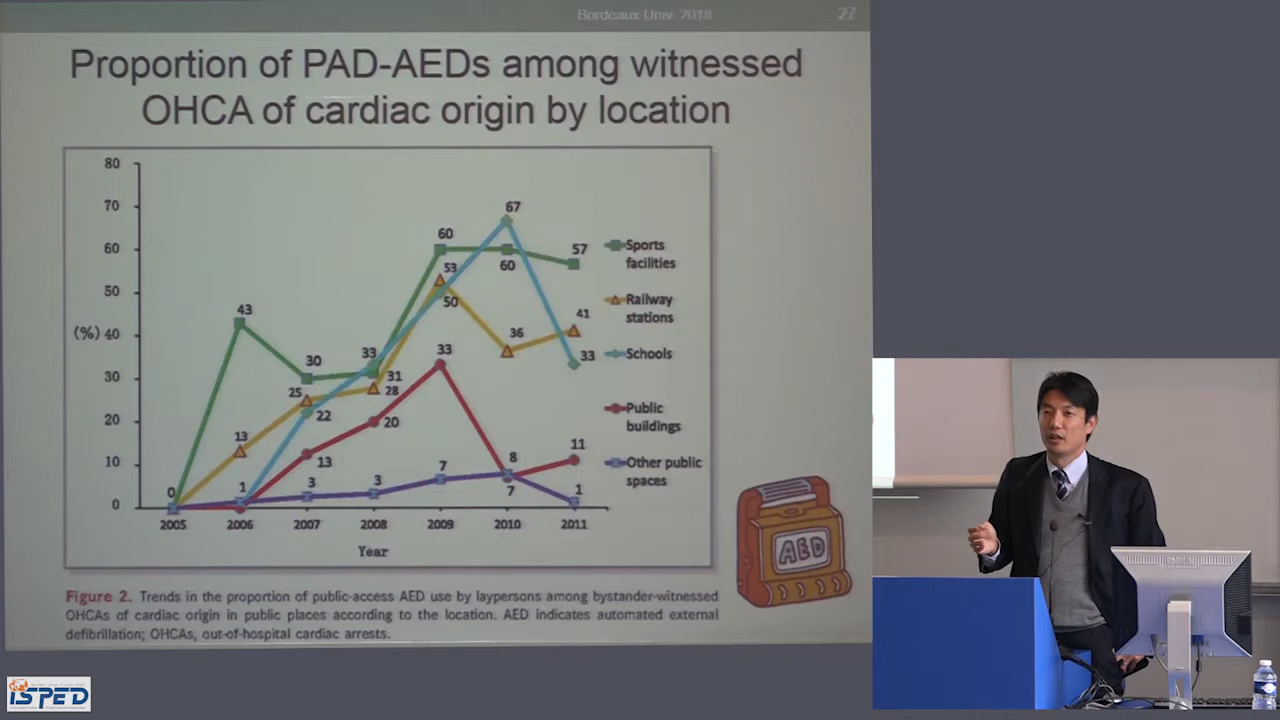 Bordeaux Univ. 2018
27
Proportion of PAD-AEDs among witnessed
OHCA of cardiac origin by location
80
70
60
50
(%) 40
30
20
10
0
0
43
30
33
31
60
60
57
13
25
28
53
36
41
1
22
50
67
33
13
20
33
7
11
3
3
7
8
1
2005 2006 2007 2008 2009 2010 2011
Year
Sports
facilities
Railway
stations
Schools
Public
buildings
Other public
spaces
AED
Figure 2. Trends in the proportion of public-access AED use by laypersons among bystander-witnessed
OHCAs of cardiac origin in public places according to the location. AED indicates automated external
defibrillation; OHCAs, out-of-hospital cardiac arrests.
iSPED